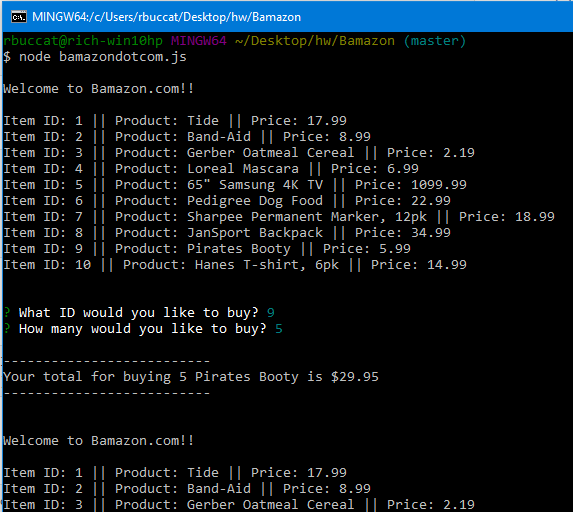 MINGW64:/c/Users/rbuccat/Desktop/hw/Bamazon
rbuccat@rich-win10hp MINGW64 ~/Desktop/hw/Bamazon (master)
$ node bamazondotcom.js
Welcome to Bamazon.com!!
Item ID: 1 || Product: Tide || Price: 17.99
Item ID: 2 || Product: Band-Aid || Price: 8.99
Item ID: 3 || Product: Gerber Oatmeal Cereal || Price: 2.19
Item ID: 4 || Product: Loreal Mascara || Price: 6.99
Item ID: 5 || Product: 65" Samsung 4K TV || Price: 1099.99
Item ID: 6 || Product: Pedigree Dog Food || Price: 22.99
Item ID: 7 || Product: Sharpee Permanent Marker, 12pk || Price: 18.99
Item ID: 8 || Product: JanSport Backpack || Price: 34.99
Item ID: 9 || Product: Pirates Booty || Price: 5.99
Item ID: 10 || Product: Hanes T-shirt, 6pk || Price: 14.99
? What ID would you like to buy? 9
? How many would you like to buy? 5
--------------------------
Your total for buying 5 Pirates Booty is $29.95
--------------------------
Welcome to Bamazon.com!!
Item ID: 1 || Product: Tide || Price: 17.99
Item ID: 2 || Product: Band-Aid || Price: 8.99
Item ID: 3 || Product: Gerber Oatmeal Cereal || Price: 2.19